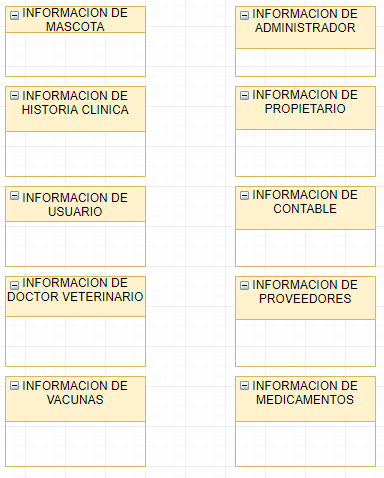 INFORMACION DE
MASCOTA
INFORMACION DE
ADMINISTRADOR
INFORMACION DE
HISTORIA CLINICA
INFORMACION DE
PROPIETARIO
INFORMACION DE
USUARIO
INFORMACION DE
CONTABLE
INFORMACION DE
DOCTOR VETERINARIO
INFORMACION DE
PROVEEDORES
INFORMACION DE
VACUNAS
INFORMACION DE
MEDICAMENTOS